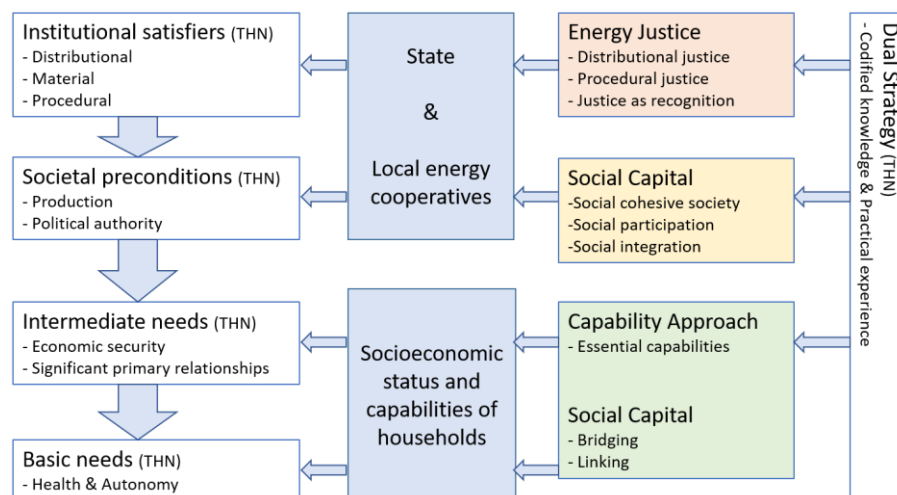 Institutional satisfiers (THN)
- Distributional
- Material
- Procedural
Societal preconditions (THN)
- Production
- Political authority
Intermediate needs (THN)
- Economic security
- Significant primary relationships
Basic needs (THN)
- Health & Autonomy
State
&
Local energy
cooperatives
Socioeconomic
status and
capabilities of
households
Energy Justice
- Distributional justice
- Procedural justice
- Justice as recognition
Social Capital
-Social cohesive society
-Social participation
-Social integration
Capability Approach
- Essential capabilities
Social Capital
- Bridging
- Linking
Dual Strategy (THN)
- Codified knowledge & Practical experience